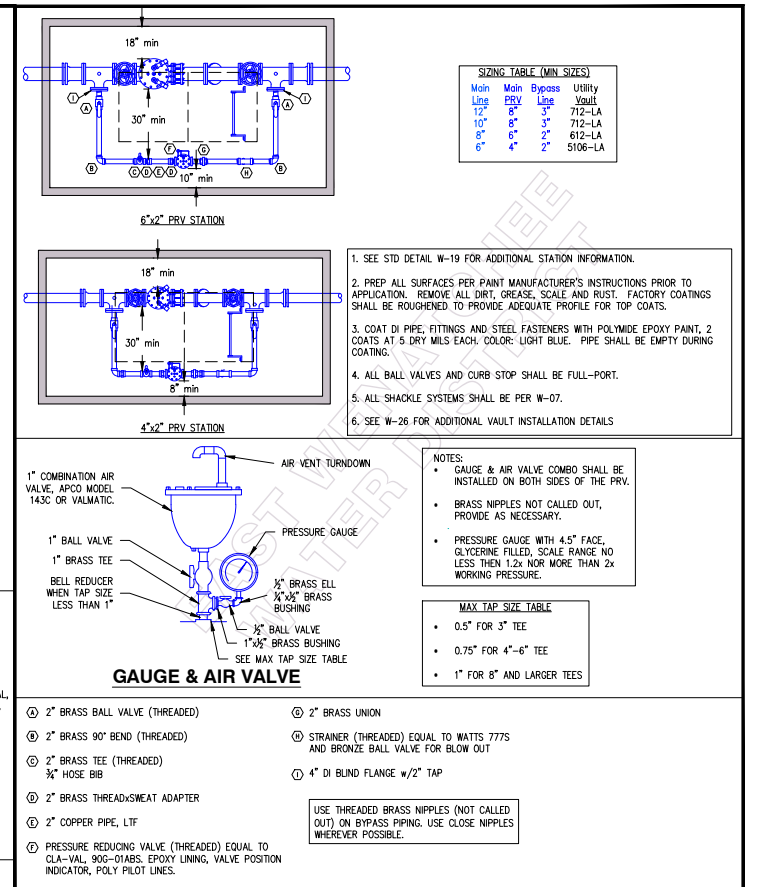 18" min
30" min
10" min
I
A
A
I
B
C D E D
F
G
H
B
6"x2" PRV STATION
SIZING TABLE (MIN SIZES)
Main Main Bypass Utility
Line PRV Line Vault
12" 8" 3" 712-LA
10" 8" 3" 712-LA
8" 6" 2" 612-LA
6" 4" 2" 5106-LA
18" min
30" min
8" min
4"x2" PRV STATION
1. SEE STD DETAIL W-19 FOR ADDITIONAL STATION INFORMATION.
2. PREP ALL SURFACES PER PAINT MANUFACTURER'S INSTRUCTIONS PRIOR TO
APPLICATION. REMOVE ALL DIRT, GREASE, SCALE AND RUST. FACTORY COATINGS
SHALL BE ROUGHENED TO PROVIDE ADEQUATE PROFILE FOR TOP COATS.
3. COAT DI PIPE, FITTINGS AND STEEL FASTENERS WITH POLYMIDE EPOXY PAINT, 2
COATS AT 5 DRY MILS EACH. COLOR: LIGHT BLUE. PIPE SHALL BE EMPTY DURING
COATING.
4. ALL BALL VALVES AND CURB STOP SHALL BE FULL-PORT.
5. ALL SHACKLE SYSTEMS SHALL BE PER W-07.
6. SEE W-26 FOR ADDITIONAL VAULT INSTALLATION DETAILS
EAST WENATCHEE
WATER DISTRICT
AIR VENT TURNDOWN
1" COMBINATION AIR
VALVE, APCO MODEL
143C OR VALMATIC.
PRESSURE GAUGE
1" BALL VALVE
1" BRASS TEE
BELL REDUCER
WHEN TAP SIZE
LESS THAN 1"
½" BRASS ELL
¼"x½" BRASS
BUSHING
½" BALL VALVE
1"x½" BRASS BUSHING
SEE MAX TAP SIZE TABLE
GAUGE & AIR VALVE
NOTES:
• GAUGE & AIR VALVE COMBO SHALL BE
INSTALLED ON BOTH SIDES OF THE PRV.
• BRASS NIPPLES NOT CALLED OUT,
PROVIDE AS NECESSARY.
• PRESSURE GAUGE WITH 4.5" FACE,
GLYCERINE FILLED, SCALE RANGE NO
LESS THEN 1.2x NOR MORE THAN 2x
WORKING PRESSURE.
MAX TAP SIZE TABLE
• 0.5" FOR 3" TEE
• 0.75" FOR 4"-6" TEE
• 1" FOR 8" AND LARGER TEES
AL,
A 2" BRASS BALL VALVE (THREADED)
B 2" BRASS 90° BEND (THREADED)
C 2" BRASS TEE (THREADED)
¾" HOSE BIB
D 2" BRASS THREADxSWEAT ADAPTER
E 2" COPPER PIPE, LTF
F PRESSURE REDUCING VALVE (THREADED) EQUAL TO
CLA-VAL, 90G-01ABS. EPOXY LINING, VALVE POSITION
INDICATOR, POLY PILOT LINES.
G 2" BRASS UNION
H STRAINER (THREADED) EQUAL TO WATTS 777S
AND BRONZE BALL VALVE FOR BLOW OUT
I 4" DI BLIND FLANGE w/2" TAP
USE THREADED BRASS NIPPLES (NOT CALLED
OUT) ON BYPASS PIPING. USE CLOSE NIPPLES
WHEREVER POSSIBLE.